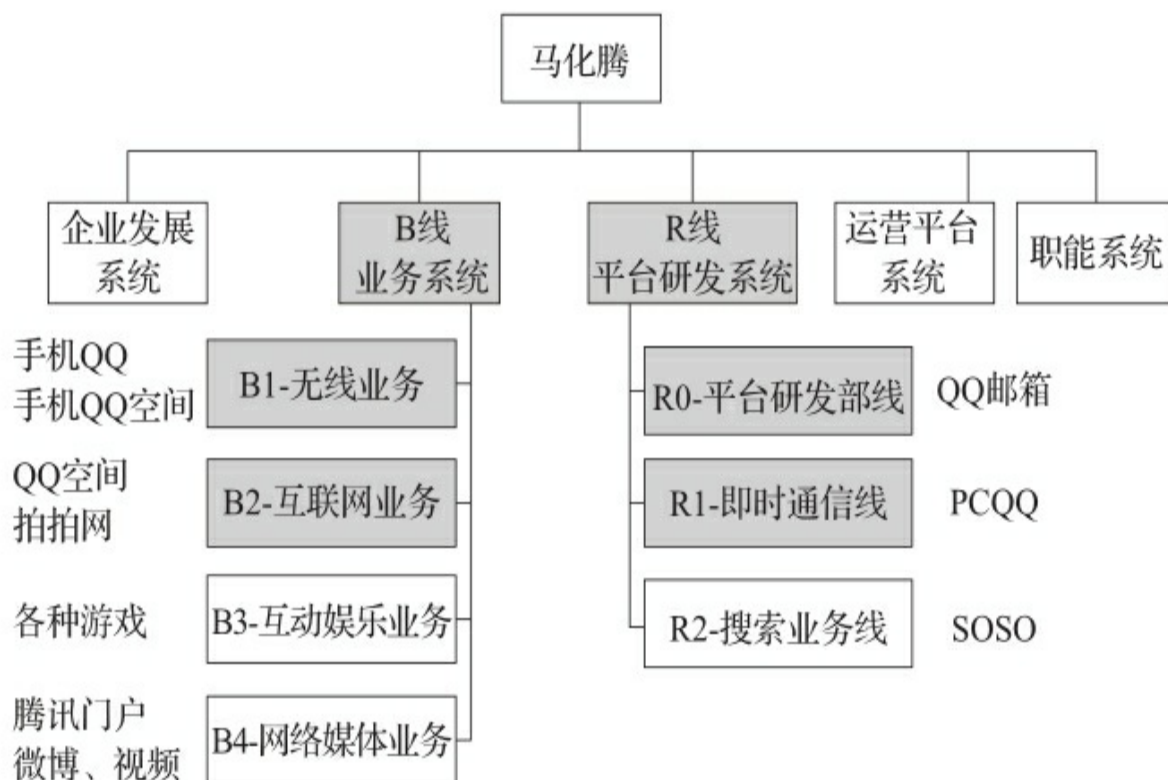 马化腾
企业发展
系统
B线
业务系统
R线
平台研发系统
运营平台
系统
职能系统
手机QQ
手机QQ空间
B1-无线业务
R0-平台研发部线
QQ邮箱
QQ空间
拍拍网
B2-互联网业务
R1-即时通信线
PCQQ
各种游戏
B3-互动娱乐业务
R2-搜索业务线
SOSO
腾讯门户
微博、视频
B4-网络媒体业务